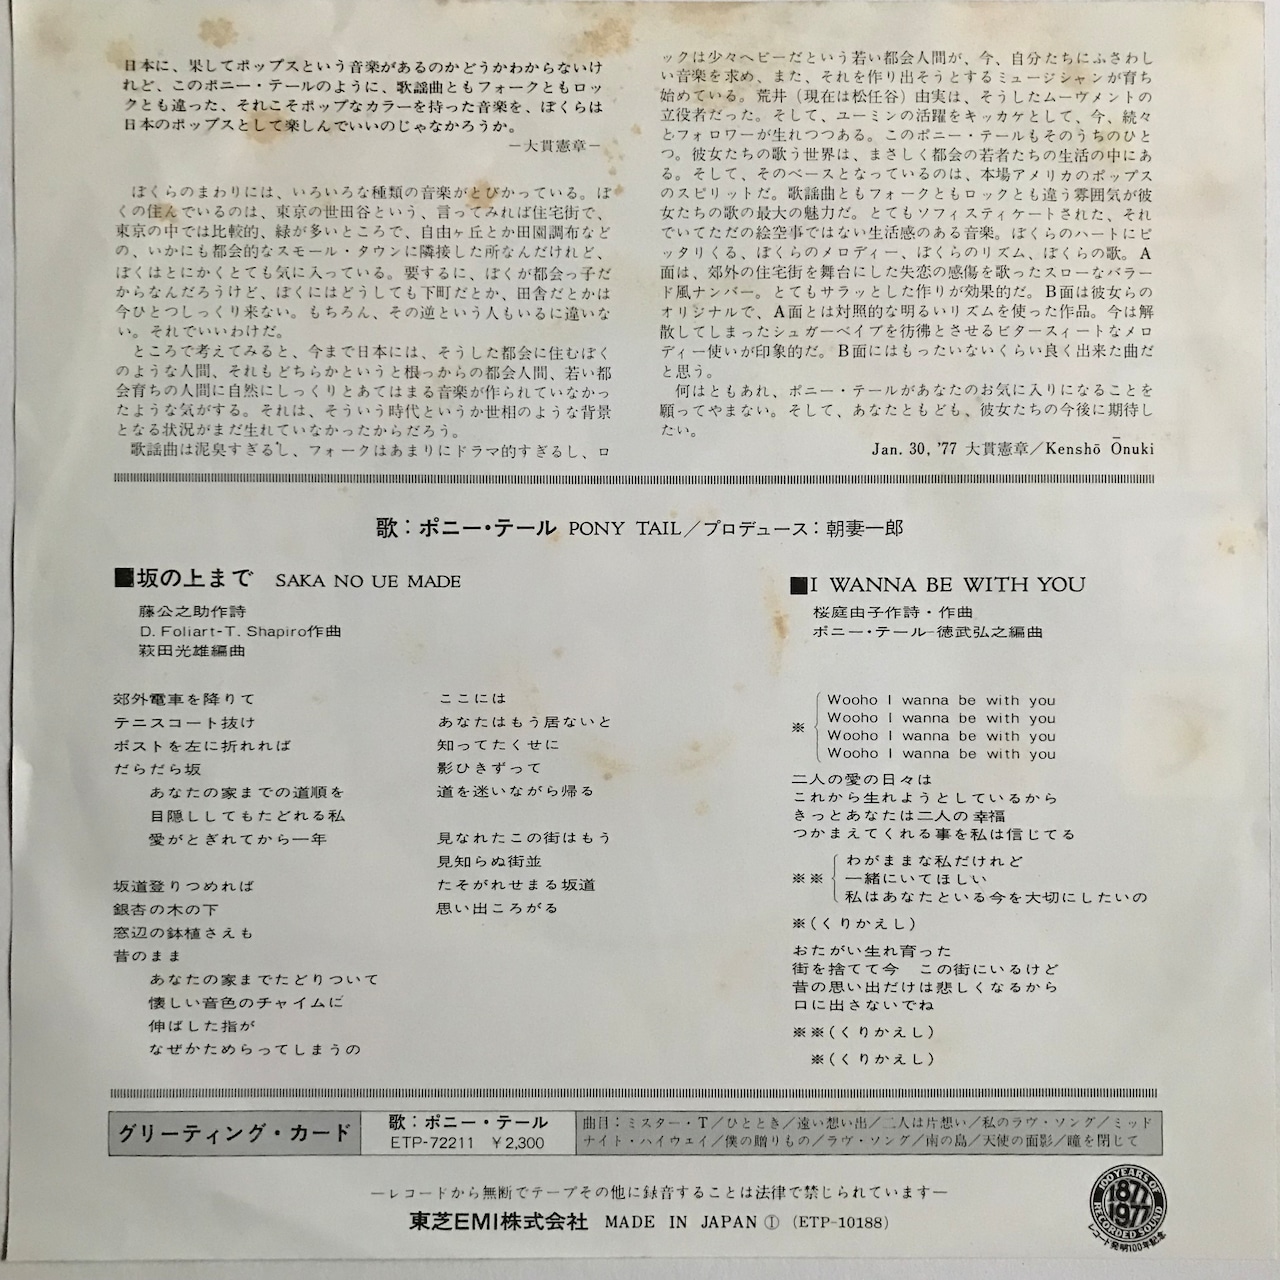 日本に、果してポップスという音楽があるのかどうかわからないけ
れど、このポニー・テールのように、歌謡曲ともフォークともロッ
クとも違った、それこそポップなカラーを持った音楽を、ぼくらは
日本のポップスとして楽しんでいいのじゃなかろうか。
－大貫憲章－
ぼくらのまわりには、いろいろな種類の音楽がとびかっている。ぼ
くの住んでいるのは、東京の世田谷という、言ってみれば住宅街で、
東京の中では比較的、緑が多いところで、自由ヶ丘とか田園調布など
の、いかにも都会的なスモール・タウンに隣接した所なんだけれど、
ぼくはとにかくとても気に入っている。要するに、ぼくが都会っ子だ
からなんだろうけど、ぼくにはどうしても下町だとか、田舎だとかは
今ひとつしっくり来ない。もちろん、その逆という人もいるに違いな
い。それでいいわけだ。
ところで考えてみると、今まで日本には、そうした都会に住むぼく
のような人間、それもどちらかというと根っからの都会人間、若い都
会育ちの人間に自然にしっくりとあてはまる音楽が作られていなかっ
たような気がする。それは、そういう時代というか世相のような背景
となる状況がまだ生れていなかったからだろう。
歌謡曲は泥臭すぎるし、フォークはあまりにドラマ的すぎるし、ロ
ックは少々ヘビーだという若い都会人間が、今、自分たちにふさわし
い音楽を求め、また、それを作り出そうとするミュージシャンが育ち
始めている。荒井（現在は松任谷）由実は、そうしたムーヴメントの
立役者だった。そして、ユーミンの活躍をキッカケとして、今、続々
とフォロワーが生れつつある。このポニー・テールもそのうちのひと
つ。彼女たちの歌う世界は、まさしく都会の若者たちの生活の中にあ
る。そして、そのベースとなっているのは、本場アメリカのポップス
のスピリットだ。歌謡曲ともフォークともロックとも違う雰囲気が彼
女たちの歌の最大の魅力だ。とてもソフィスティケートされた、それ
でいてただの絵空事ではない生活感のある音楽。ぼくらのハートにピ
ッタリくる、ぼくらのメロディー、ぼくらのリズム、ぼくらの歌。A
面は、郊外の住宅街を舞台にした失恋の感傷を歌ったスローなバラー
ド風ナンバー。とてもサラッとした作りが効果的だ。B面は彼女らの
オリジナルで、A面とは対照的な明るいリズムを使った作品。今は解
散してしまったシュガーベイブを彷彿とさせるビタースィートなメロ
ディー使いが印象的だ。B面にはもったいないくらい良く出来た曲だ
と思う。
何はともあれ、ポニー・テールがあなたのお気に入りになることを
願ってやまない。そして、あなたともども、彼女たちの今後に期待し
たい。
Jan. 30, '77 大貫憲章／Kenshō Ōnuki
歌：ポニー・テール PONY TAIL／プロデュース：朝妻一郎
■坂の上まで SAKA NO UE MADE
藤公之助作詩
D. Foliart-T. Shapiro作曲
萩田光雄編曲
郊外電車を降りて
テニスコート抜け
ポストを左に折れれば
だらだら坂
あなたの家までの道順を
目隠ししてもたどれる私
愛がとぎれてから一年
坂道登りつめれば
銀杏の木の下
窓辺の鉢植さえも
昔のまま
あなたの家までたどりついて
懐しい音色のチャイムに
伸ばした指が
なぜかためらってしまうの
ここには
あなたはもう居ないと
知ってたくせに
影ひきずって
道を迷いながら帰る
見なれたこの街はもう
見知らぬ街並
たそがれせまる坂道
思い出ころがる
■I WANNA BE WITH YOU
桜庭由子作詩・作曲
ポニー・テール−徳武弘之編曲
Wooho I wanna be with you
Wooho I wanna be with you
※
Wooho I wanna be with you
Wooho I wanna be with you
二人の愛の日々は
これから生れようとしているから
きっとあなたは二人の幸福
つかまえてくれる事を私は信じてる
わがままな私だけれど
※※ 一緒にいてほしい
私はあなたといる今を大切にしたいの
※(くりかえし)
おたがい生れ育った
街を捨てて今　この街にいるけど
昔の思い出だけは悲しくなるから
口に出さないでね
※※(くりかえし)
※(くりかえし)
グリーティング・カード
歌：ポニー・テール
ETP-72211 ￥2,300
曲目：ミスター・T／ひととき／遠い想い出／二人は片想い／私のラヴ・ソング／ミッド
ナイト・ハイウェイ／僕の贈りもの／ラヴ・ソング／南の島／天使の面影／瞳を閉じて
－レコードから無断でテープその他に録音することは法律で禁じられています－
東芝EMI株式会社 MADE IN JAPAN Ⓣ (ETP-10188)
100 YEARS OF
1877
1977
RECORDED SOUND
レコード発明100年記念